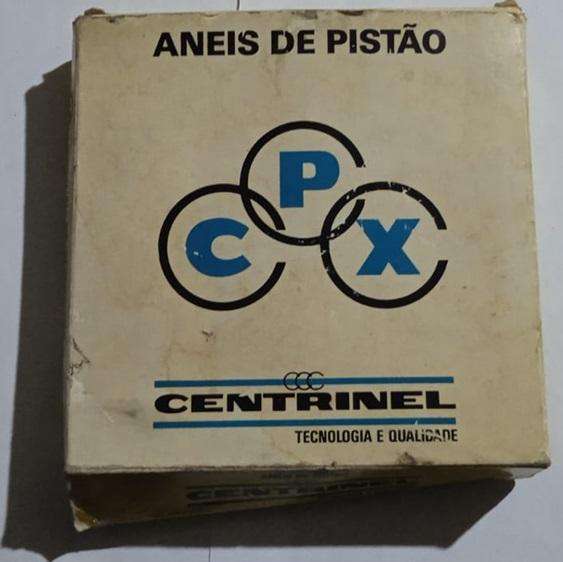 ANEIS DE PISTÃO
P
C X
CENTRINEL
TECNOLOGIA E QUALIDADE
CENTRINEL